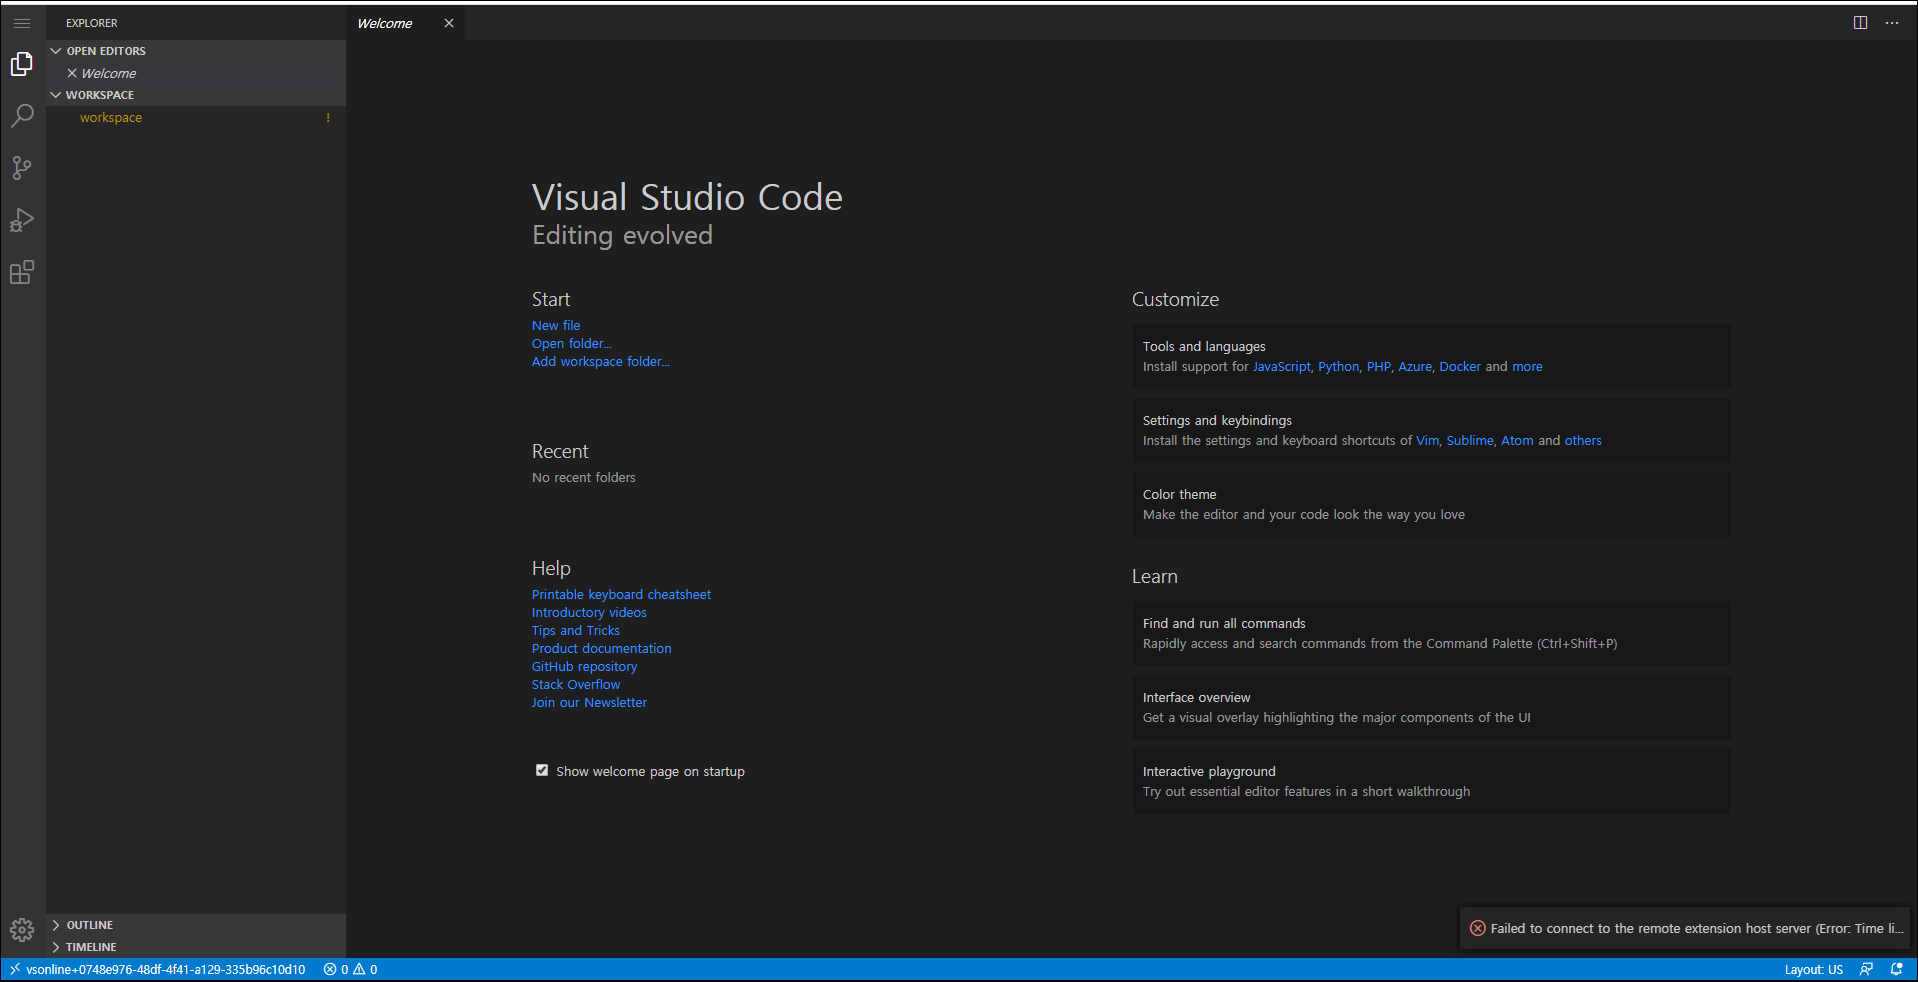 EXPLORER
OPEN EDITORS
Welcome
WORKSPACE
workspace !
OUTLINE
TIMELINE
Welcome
Visual Studio Code
Editing evolved
Start
New file
Open folder...
Add workspace folder...
Recent
No recent folders
Help
Printable keyboard cheatsheet
Introductory videos
Tips and Tricks
Product documentation
GitHub repository
Stack Overflow
Join our Newsletter
Show welcome page on startup
Customize
Tools and languages
Install support for JavaScript, Python, PHP, Azure, Docker and more
Settings and keybindings
Install the settings and keyboard shortcuts of Vim, Sublime, Atom and others
Color theme
Make the editor and your code look the way you love
Learn
Find and run all commands
Rapidly access and search commands from the Command Palette (Ctrl+Shift+P)
Interface overview
Get a visual overlay highlighting the major components of the UI
Interactive playground
Try out essential editor features in a short walkthrough
Failed to connect to the remote extension host server (Error: Time li...
vsonline+0748e976-48df-4f41-a129-335b96c10d10 0 0 Layout: US